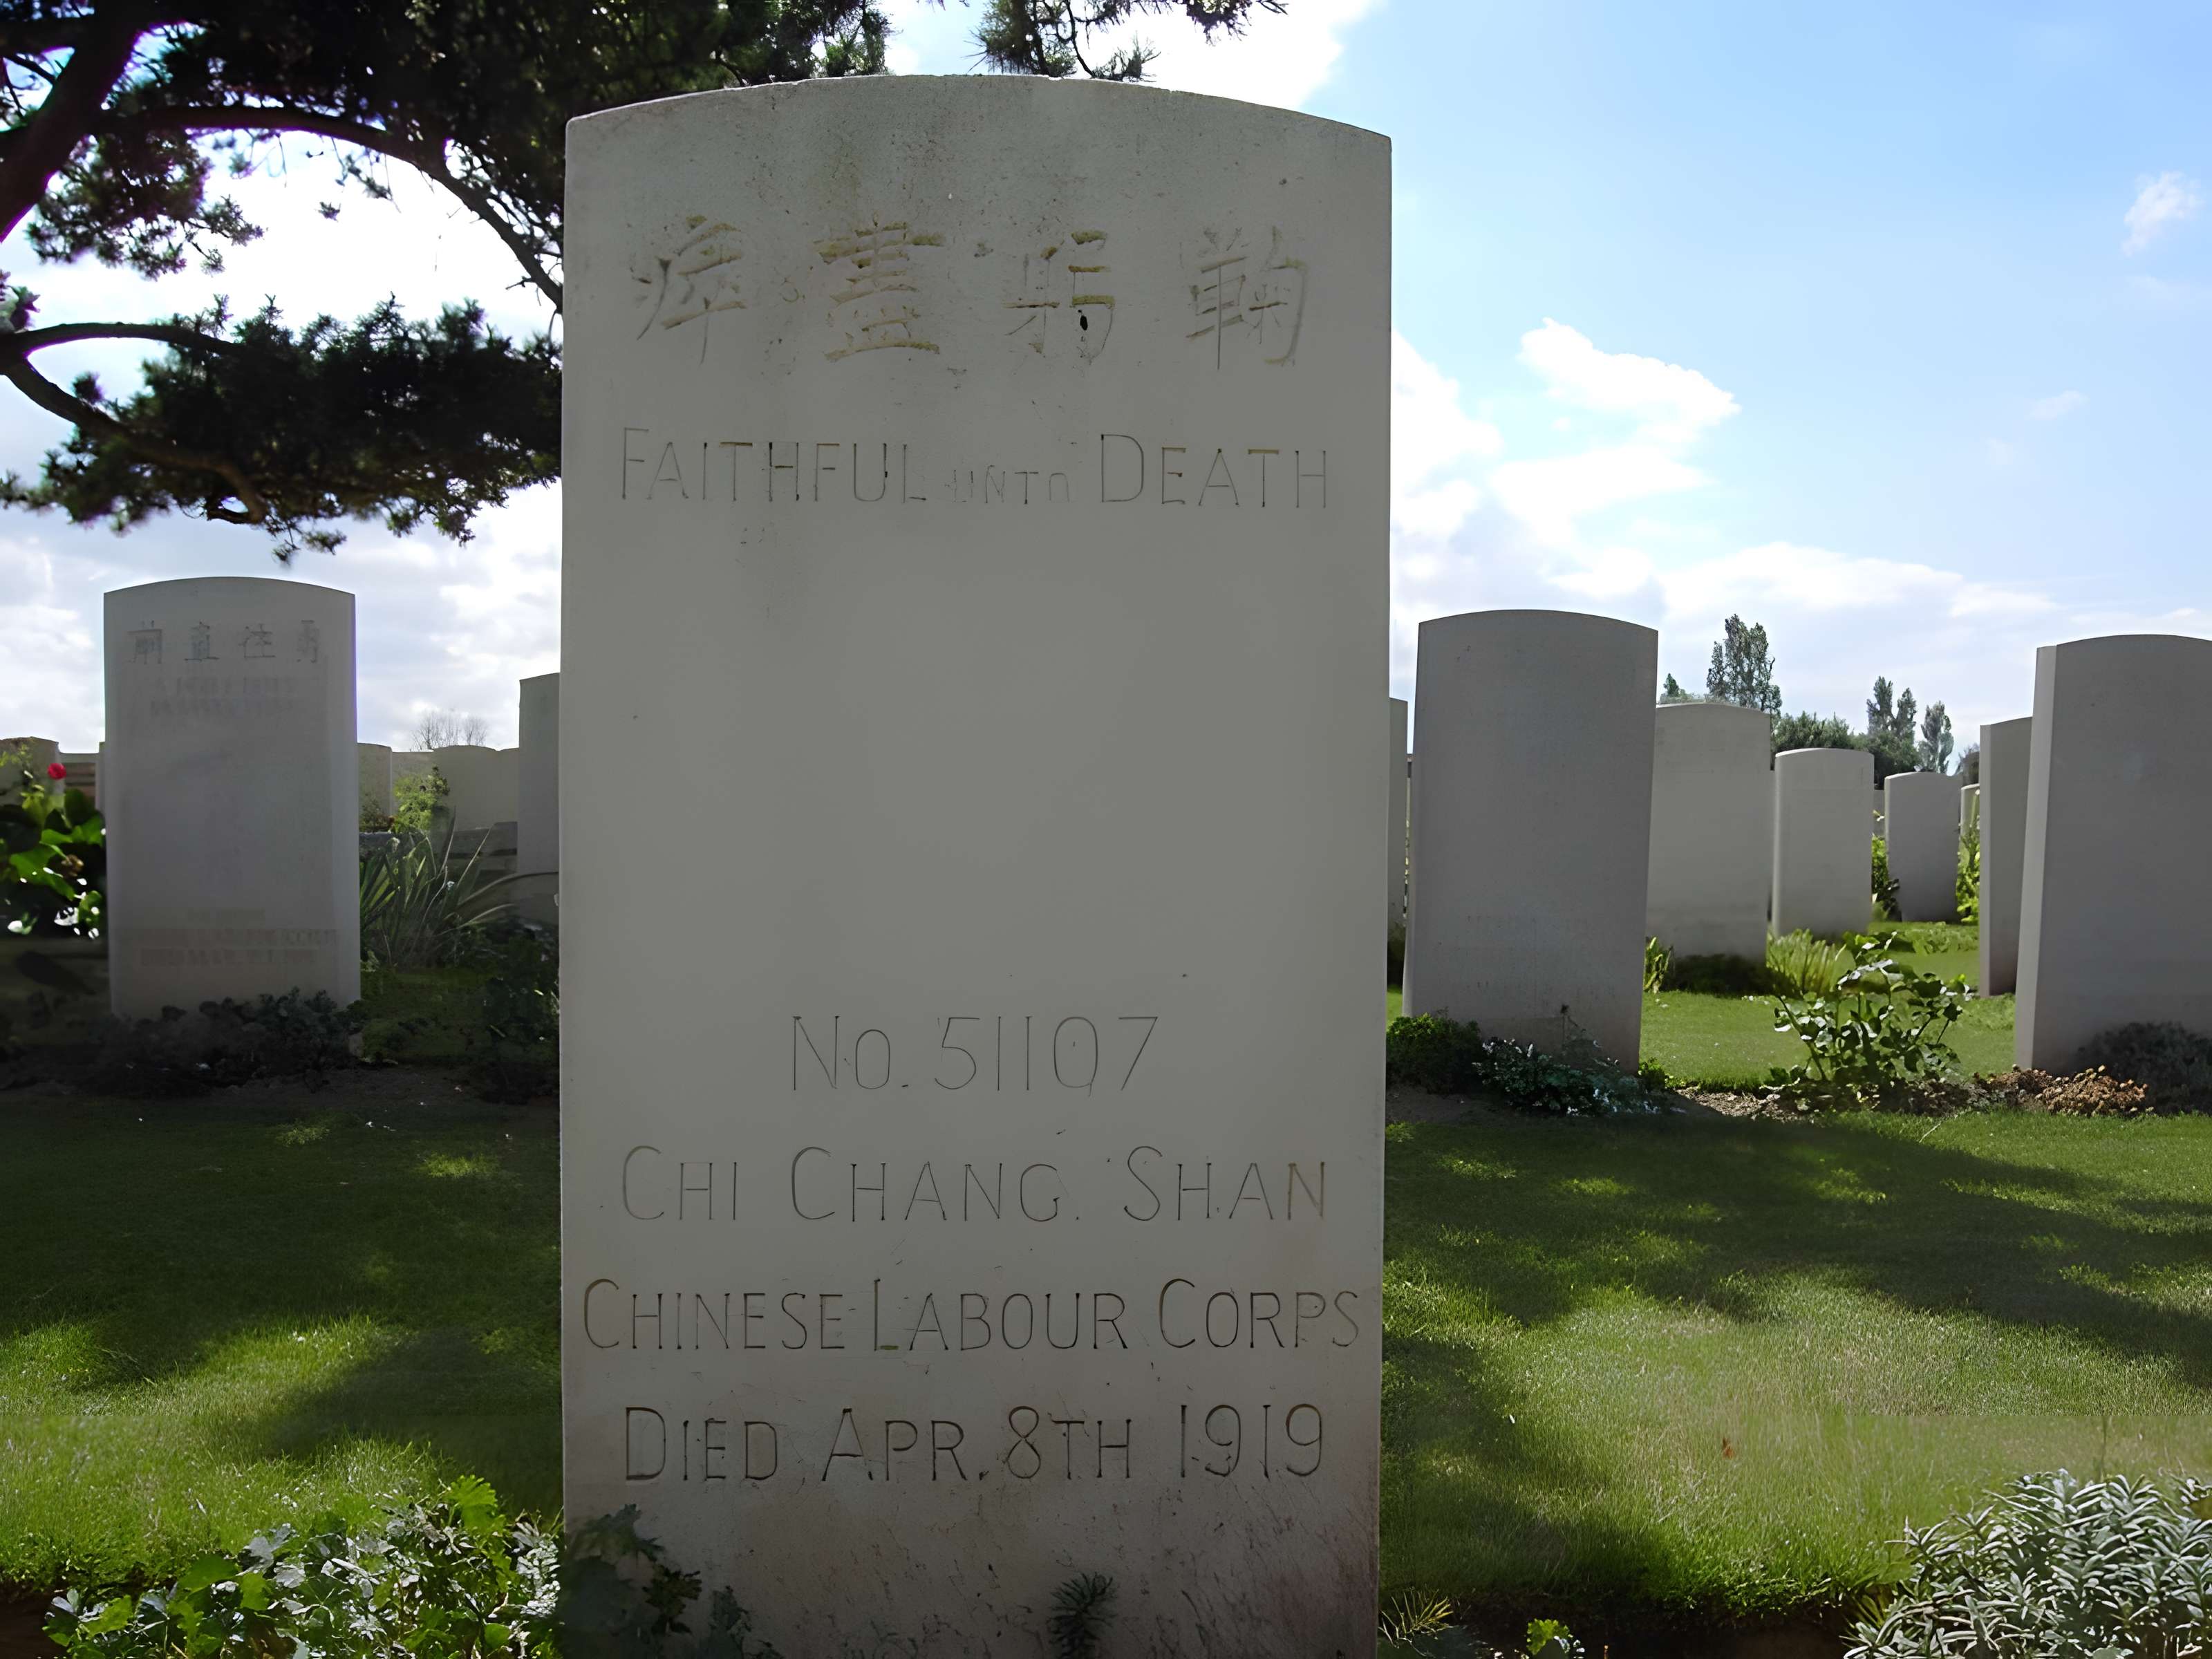 鞠躬盡瘁
FAITHFUL UNTO DEATH
No. 51107
CHI CHANG SHAN
CHINESE LABOUR CORPS
DIED APR. 8TH 1919
勇往直前